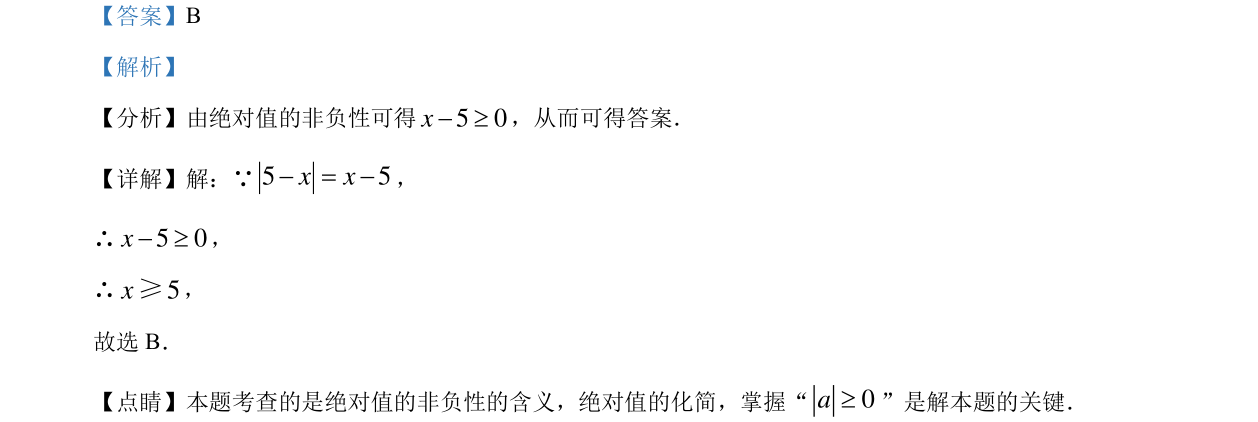 【答案】B
【解析】
【分析】由绝对值的非负性可得 x－5≥0，从而可得答案．
【详解】解：∵|5－x|＝x－5，
∴x－5≥0，
∴x⩾5，
故选 B．
【点睛】本题考查的是绝对值的非负性的含义，绝对值的化简，掌握“|a|≥0”是解本题的关键．